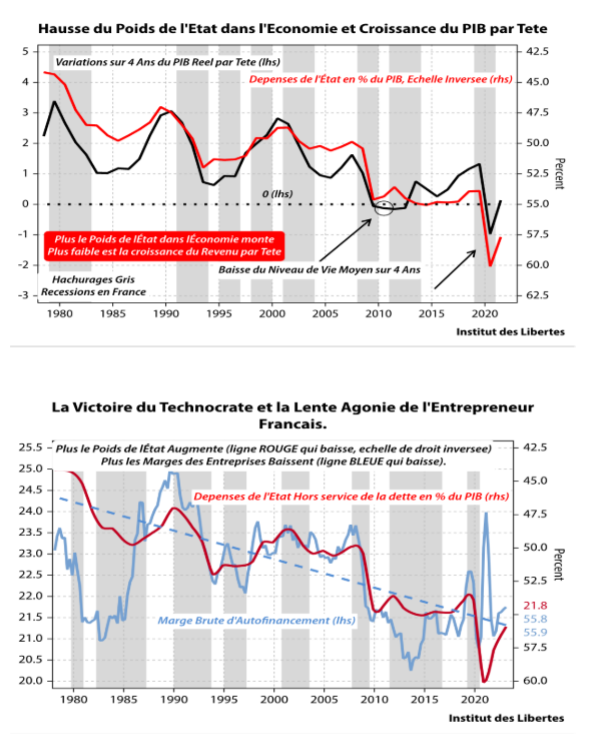 Hausse du Poids de l'Etat dans l'Economie et Croissance du PIB par Tete
Variations sur 4 Ans du PIB Reel par Tete (lhs)
Depenses de l'État en % du PIB, Echelle Inversee (rhs)
5
4
3
2
1
0
-1
-2
-3
42.5
45.0
47.5
50.0
52.5
55.0
57.5
60.0
62.5
Percent
0 (lhs)
Plus le Poids de lÉtat dans lÉconomie monte
Plus faible est la croissance du Revenu par Tete
Baisse du Niveau de Vie Moyen sur 4 Ans
Hachurages Gris
Recessions en France
1980 1985 1990 1995 2000 2005 2010 2015 2020
Institut des Libertes
La Victoire du Technocrate et la Lente Agonie de l'Entrepreneur
Francais.
Plus le Poids de lÉtat Augmente (ligne ROUGE qui baisse, echelle de droit inversee)
Plus les Marges des Entreprises Baissent (ligne BLEUE qui baisse).
Depenses de l'Etat Hors service de la dette en % du PIB (rhs)
Marge Brute d'Autofinancement (lhs)
25.5
25.0
24.5
24.0
23.5
23.0
22.5
22.0
21.5
21.0
20.5
20.0
42.5
45.0
47.5
50.0
52.5
21.8
55.8
55.9
57.5
60.0
Percent
1980 1985 1990 1995 2000 2005 2010 2015 2020
Institut des Libertes